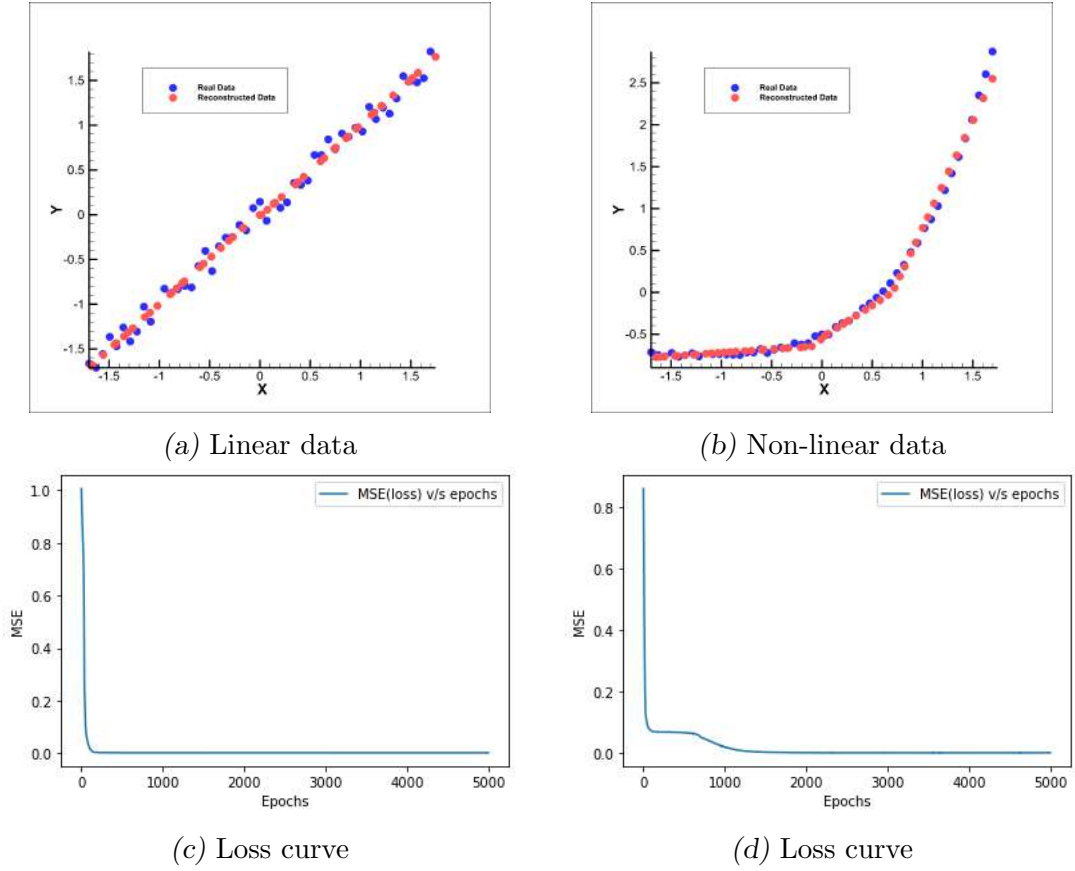 Real Data
Reconstructed Data
Y
1.5
1
0.5
0
-0.5
-1
-1.5
-1.5 -1 -0.5 0 0.5 1 1.5
X
(a) Linear data
Real Data
Reconstructed Data
Y
2.5
2
1.5
1
0.5
0
-0.5
-1.5 -1 -0.5 0 0.5 1 1.5
X
(b) Non-linear data
MSE(loss) v/s epochs
MSE
1.0
0.8
0.6
0.4
0.2
0.0
0 1000 2000 3000 4000 5000
Epochs
(c) Loss curve
MSE(loss) v/s epochs
MSE
0.8
0.6
0.4
0.2
0.0
0 1000 2000 3000 4000 5000
Epochs
(d) Loss curve